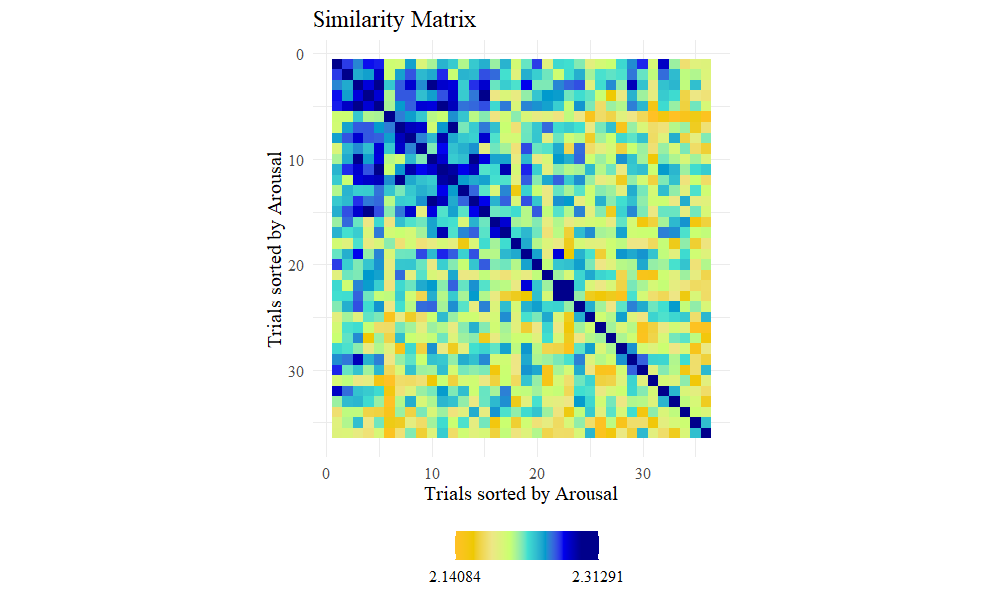 Similarity Matrix
0
10
20
30
Trials sorted by Arousal
0 10 20 30
Trials sorted by Arousal
2.14084 2.31291